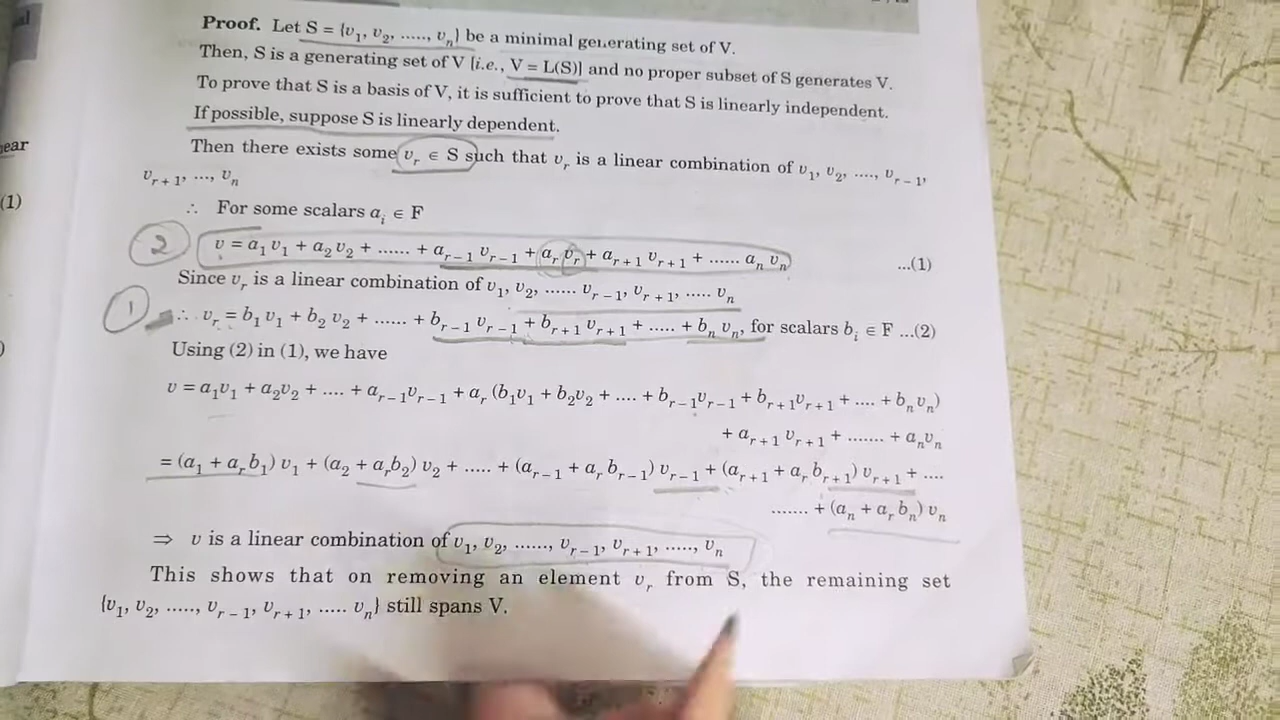 Proof. Let S = {v₁, v₂, ......, vₙ} be a minimal generating set of V.
Then, S is a generating set of V [i.e., V = L(S)] and no proper subset of S generates V.
To prove that S is a basis of V, it is sufficient to prove that S is linearly independent.
If possible, suppose S is linearly dependent.
ear
Then there exists some vᵣ ∈ S such that vᵣ is a linear combination of v₁, v₂, ...., vᵣ₋₁,
vᵣ₊₁, ..., vₙ
(1)
∴ For some scalars aᵢ ∈ F
2 v = a₁ v₁ + a₂ v₂ + ...... + aᵣ₋₁ vᵣ₋₁ + aᵣ vᵣ + aᵣ₊₁ vᵣ₊₁ + ...... aₙ vₙ ...(1)
Since vᵣ is a linear combination of v₁, v₂, ...... vᵣ₋₁, vᵣ₊₁, ..... vₙ
1 ∴ vᵣ = b₁ v₁ + b₂ v₂ + ...... + bᵣ₋₁ vᵣ₋₁ + bᵣ₊₁ vᵣ₊₁ + ..... + bₙ vₙ, for scalars bᵢ ∈ F ...(2)
)
Using (2) in (1), we have
v = a₁v₁ + a₂v₂ + .... + aᵣ₋₁vᵣ₋₁ + aᵣ (b₁v₁ + b₂v₂ + .... + bᵣ₋₁vᵣ₋₁ + bᵣ₊₁vᵣ₊₁ + .... + bₙvₙ)
+ aᵣ₊₁ vᵣ₊₁ + ....... + aₙvₙ
= (a₁ + aᵣb₁) v₁ + (a₂ + aᵣb₂) v₂ + ..... + (aᵣ₋₁ + aᵣ bᵣ₋₁) vᵣ₋₁ + (aᵣ₊₁ + aᵣ bᵣ₊₁) vᵣ₊₁ + ....
....... + (aₙ + aᵣ bₙ) vₙ
⇒ v is a linear combination of v₁, v₂, ......, vᵣ₋₁, vᵣ₊₁, ....., vₙ
This shows that on removing an element vᵣ from S, the remaining set
{v₁, v₂, ....., vᵣ₋₁, vᵣ₊₁, ..... vₙ} still spans V.